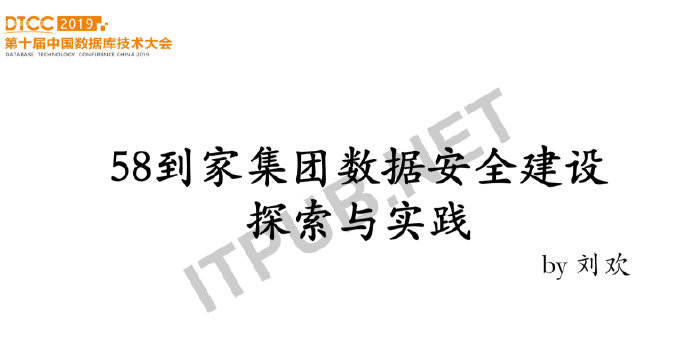 DTCC 2019
第十届中国数据库技术大会
DATABASE TECHNOLOGY CONFERENCE CHINA 2019
58到家集团数据安全建设
探索与实践
ITPUB.NET
by 刘欢